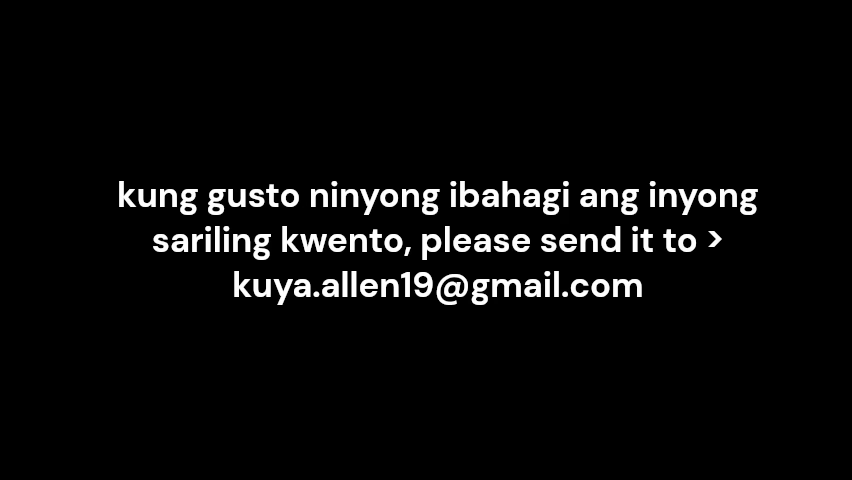 kung gusto ninyong ibahagi ang inyong
sariling kwento, please send it to >
kuya.allen19@gmail.com